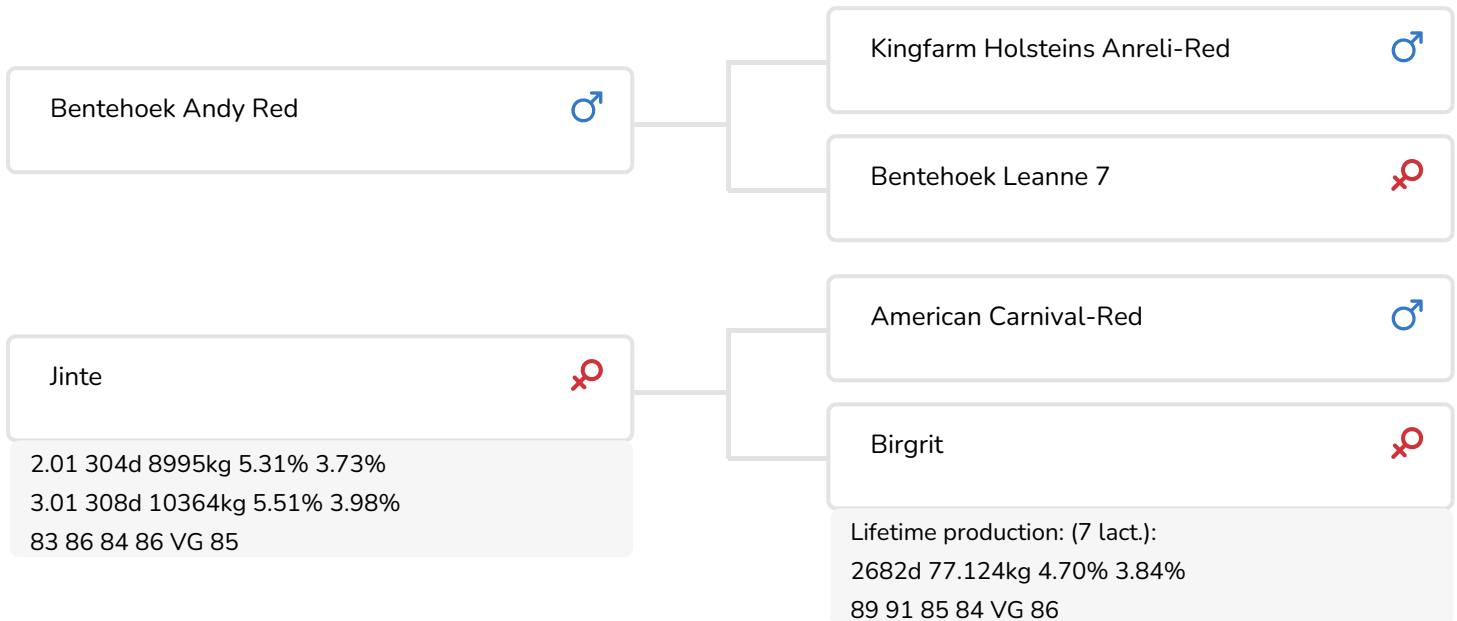 Bentehoek Andy Red
Kingfarm Holsteins Anreli-Red
Bentehoek Leanne 7
Jinte
2.01 304d 8995kg 5.31% 3.73%
3.01 308d 10364kg 5.51% 3.98%
83 86 84 86 VG 85
American Carnival-Red
Birgrit
Lifetime production: (7 lact.):
2682d 77.124kg 4.70% 3.84%
89 91 85 84 VG 86